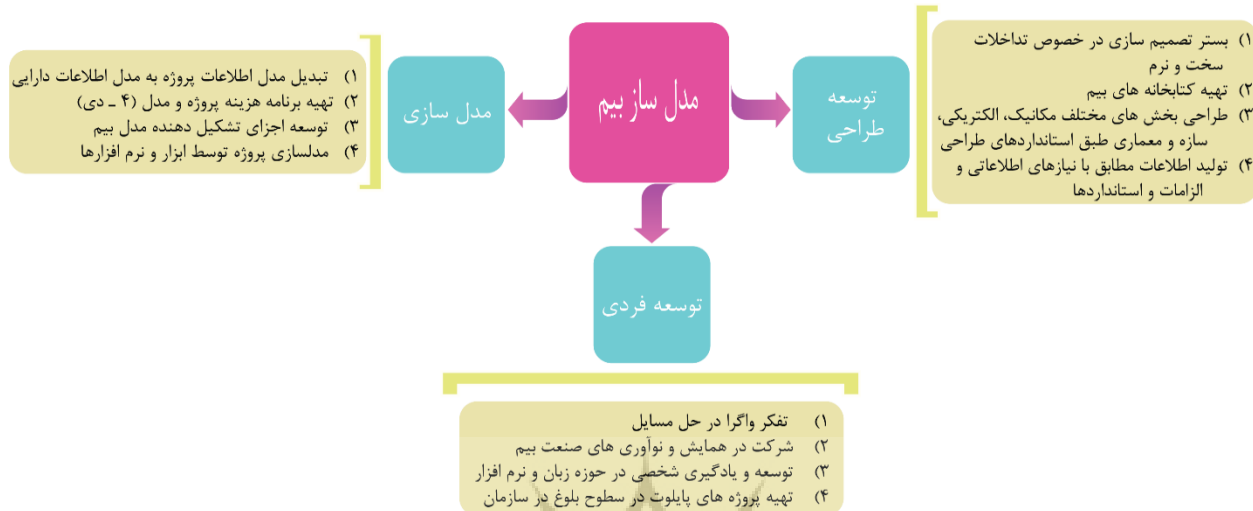 مدل ساز بیم
توسعه
طراحی
۱) بستر تصمیم سازی در خصوص تداخلات
سخت و نرم
۲) تهیه کتابخانه های بیم
۳) طراحی بخش های مختلف مکانیک، الکتریکی،
سازه و معماری طبق استانداردهای طراحی
۴) تولید اطلاعات مطابق با نیازهای اطلاعاتی و
الزامات و استانداردها
مدل سازی
۱) تبدیل مدل اطلاعات پروژه به مدل اطلاعات دارایی
۲) تهیه برنامه هزینه پروژه و مدل (۴ ـ دی)
۳) توسعه اجزای تشکیل دهنده مدل بیم
۴) مدلسازی پروژه توسط ابزار و نرم افزارها
توسعه فردی
۱) تفکر واگرا در حل مسایل
۲) شرکت در همایش و نوآوری های صنعت بیم
۳) توسعه و یادگیری شخصی در حوزه زبان و نرم افزار
۴) تهیه پروژه های پایلوت در سطوح بلوغ در سازمان